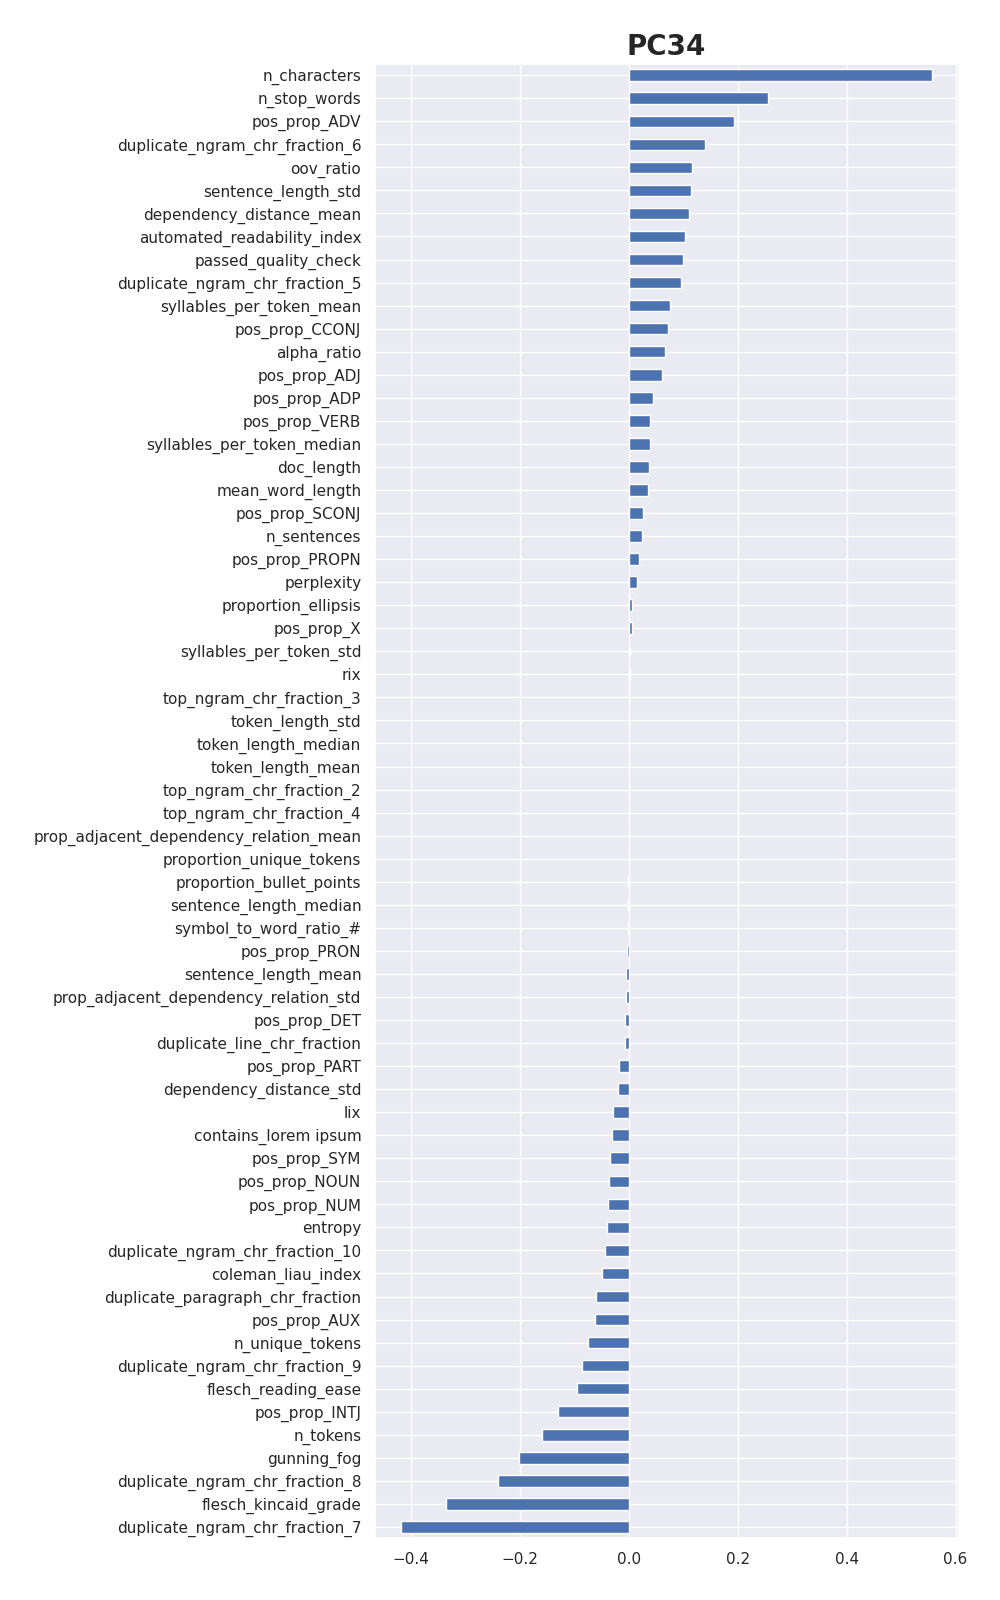 PC34
n_characters
n_stop_words
pos_prop_ADV
duplicate_ngram_chr_fraction_6
oov_ratio
sentence_length_std
dependency_distance_mean
automated_readability_index
passed_quality_check
duplicate_ngram_chr_fraction_5
syllables_per_token_mean
pos_prop_CCONJ
alpha_ratio
pos_prop_ADJ
pos_prop_ADP
pos_prop_VERB
syllables_per_token_median
doc_length
mean_word_length
pos_prop_SCONJ
n_sentences
pos_prop_PROPN
perplexity
proportion_ellipsis
pos_prop_X
syllables_per_token_std
rix
top_ngram_chr_fraction_3
token_length_std
token_length_median
token_length_mean
top_ngram_chr_fraction_2
top_ngram_chr_fraction_4
prop_adjacent_dependency_relation_mean
proportion_unique_tokens
proportion_bullet_points
sentence_length_median
symbol_to_word_ratio_#
pos_prop_PRON
sentence_length_mean
prop_adjacent_dependency_relation_std
pos_prop_DET
duplicate_line_chr_fraction
pos_prop_PART
dependency_distance_std
lix
contains_lorem ipsum
pos_prop_SYM
pos_prop_NOUN
pos_prop_NUM
entropy
duplicate_ngram_chr_fraction_10
coleman_liau_index
duplicate_paragraph_chr_fraction
pos_prop_AUX
n_unique_tokens
duplicate_ngram_chr_fraction_9
flesch_reading_ease
pos_prop_INTJ
n_tokens
gunning_fog
duplicate_ngram_chr_fraction_8
flesch_kincaid_grade
duplicate_ngram_chr_fraction_7
−0.4 −0.2 0.0 0.2 0.4 0.6